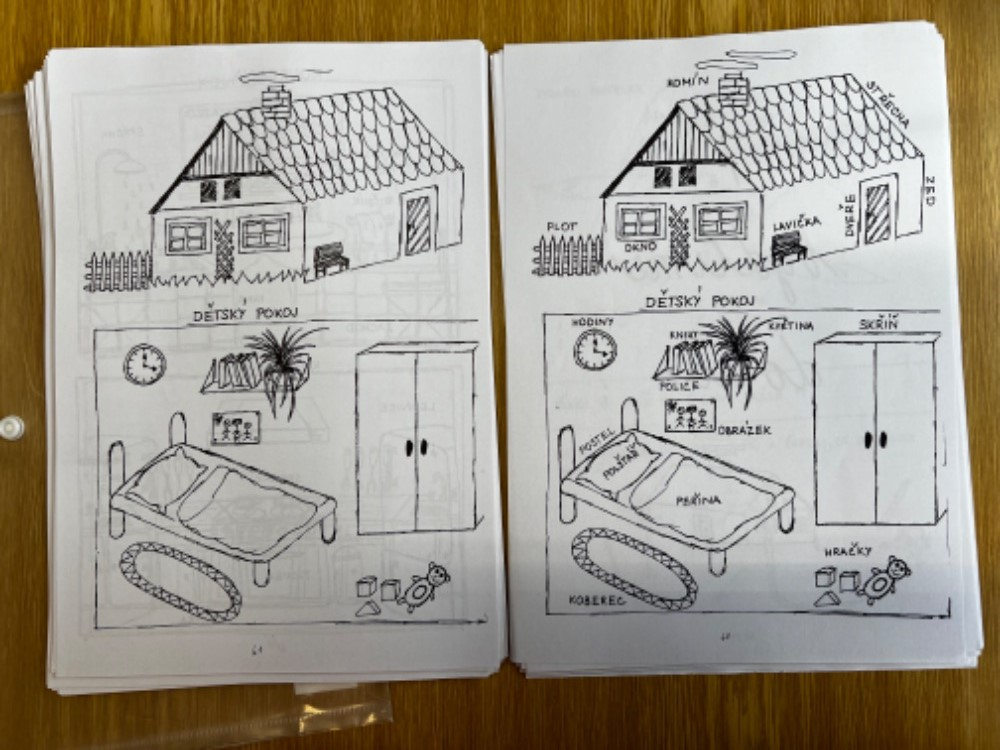 DĚTSKÝ POKOJ
61
KOMÍN
STŘECHA
ZEĎ
DVEŘE
LAVIČKA
PLOT
OKNO
DĚTSKÝ POKOJ
HODINY
KNIHY
KVĚTINA
SKŘÍŇ
POLICE
OBRÁZEK
POSTEL
POLŠTÁŘ
PEŘINA
HRAČKY
KOBEREC